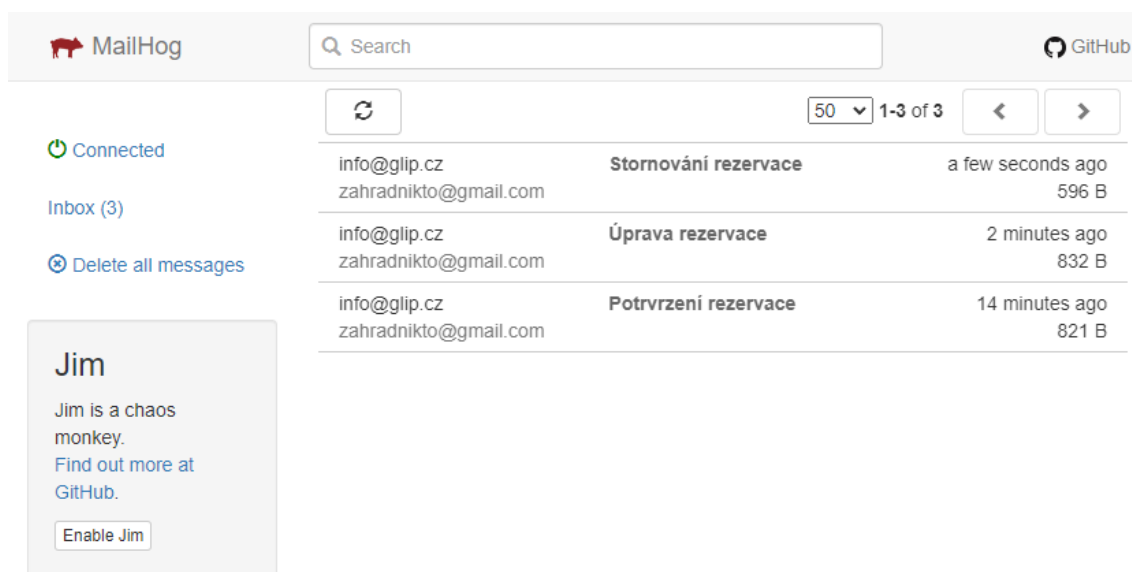 MailHog
Search
GitHub
50 1-3 of 3
Connected
Inbox (3)
Delete all messages
info@glip.cz Stornování rezervace a few seconds ago
zahradnikto@gmail.com 596 B
info@glip.cz Úprava rezervace 2 minutes ago
zahradnikto@gmail.com 832 B
info@glip.cz Potrvrzení rezervace 14 minutes ago
zahradnikto@gmail.com 821 B
Jim
Jim is a chaos
monkey.
Find out more at
GitHub.
Enable Jim